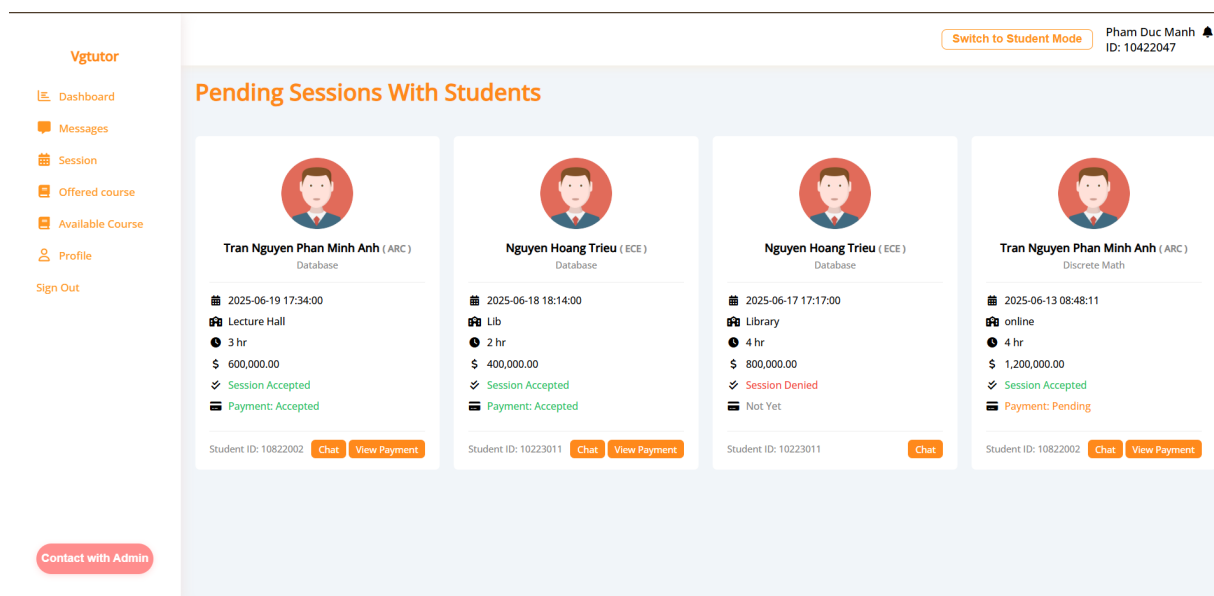 Switch to Student Mode
Pham Duc Manh
ID: 10422047
Vgtutor
Dashboard
Messages
Session
Offered course
Available Course
Profile
Sign Out
Contact with Admin
Pending Sessions With Students
Tran Nguyen Phan Minh Anh ( ARC )
Database
2025-06-19 17:34:00
Lecture Hall
3 hr
$ 600,000.00
Session Accepted
Payment: Accepted
Student ID: 10822002 Chat View Payment
Nguyen Hoang Trieu ( ECE )
Database
2025-06-18 18:14:00
Lib
2 hr
$ 400,000.00
Session Accepted
Payment: Accepted
Student ID: 10223011 Chat View Payment
Nguyen Hoang Trieu ( ECE )
Database
2025-06-17 17:17:00
Library
4 hr
$ 800,000.00
Session Denied
Not Yet
Student ID: 10223011 Chat
Tran Nguyen Phan Minh Anh ( ARC )
Discrete Math
2025-06-13 08:48:11
online
4 hr
$ 1,200,000.00
Session Accepted
Payment: Pending
Student ID: 10822002 Chat View Payment